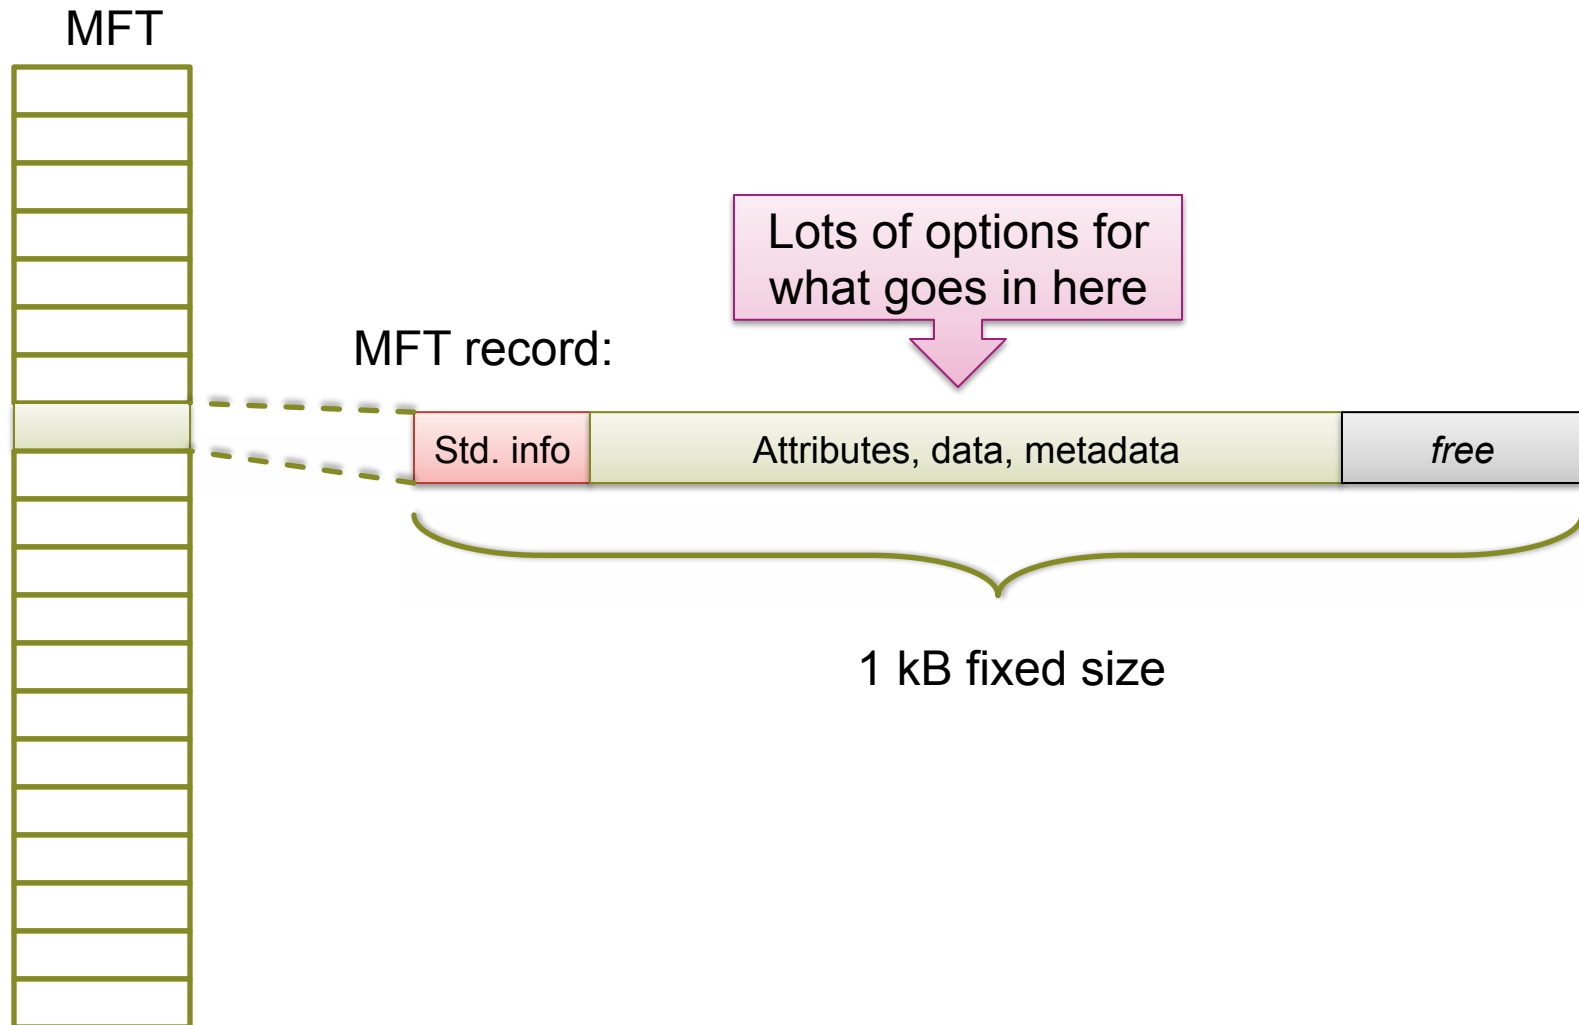 MFT
Lots of options for
what goes in here
MFT record:
Std. info
Attributes, data, metadata
free
1 kB fixed size